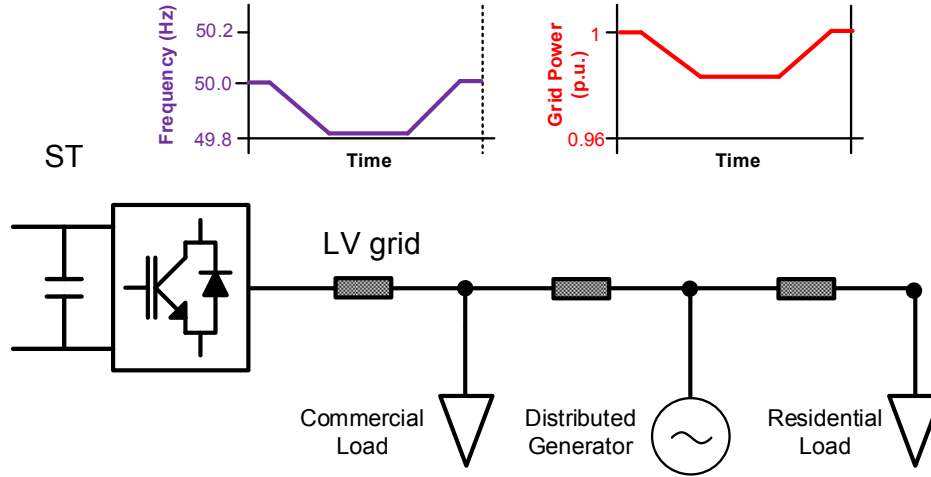 Frequency (Hz)
50.2
50.0
49.8
Time
Grid Power
(p.u.)
1
0.96
Time
ST
LV grid
Commercial
Load
Distributed
Generator
Residential
Load